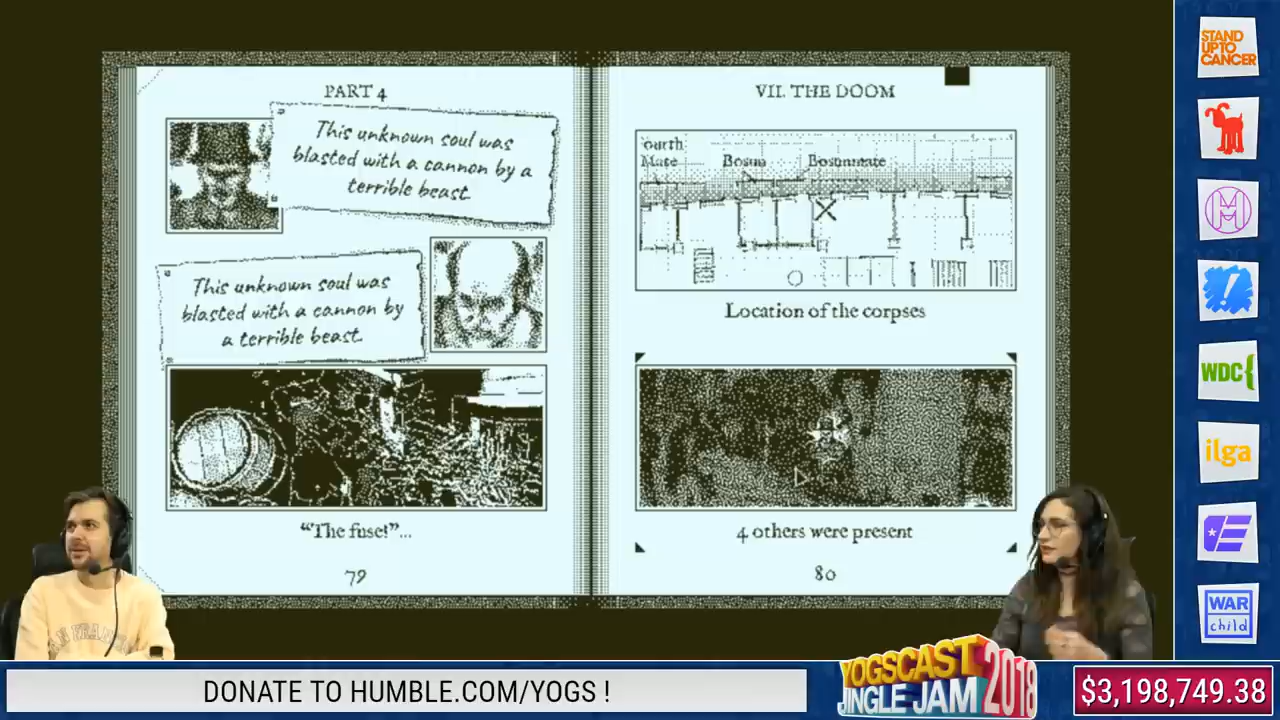 PART 4
This unknown soul was
blasted with a cannon by a
terrible beast.
This unknown soul was
blasted with a cannon by
a terrible beast.
"The fuse!"...
79
VII. THE DOOM
Mate
Bosun
Bosunmate
Location of the corpses
4 others were present
80
STAND
UP TO
CANCER
WDC
ilga
WAR
child
SAN FRAN
DONATE TO HUMBLE.COM/YOGS !
YOGSCAST
JINGLE JAM 2018
$3,198,749.38